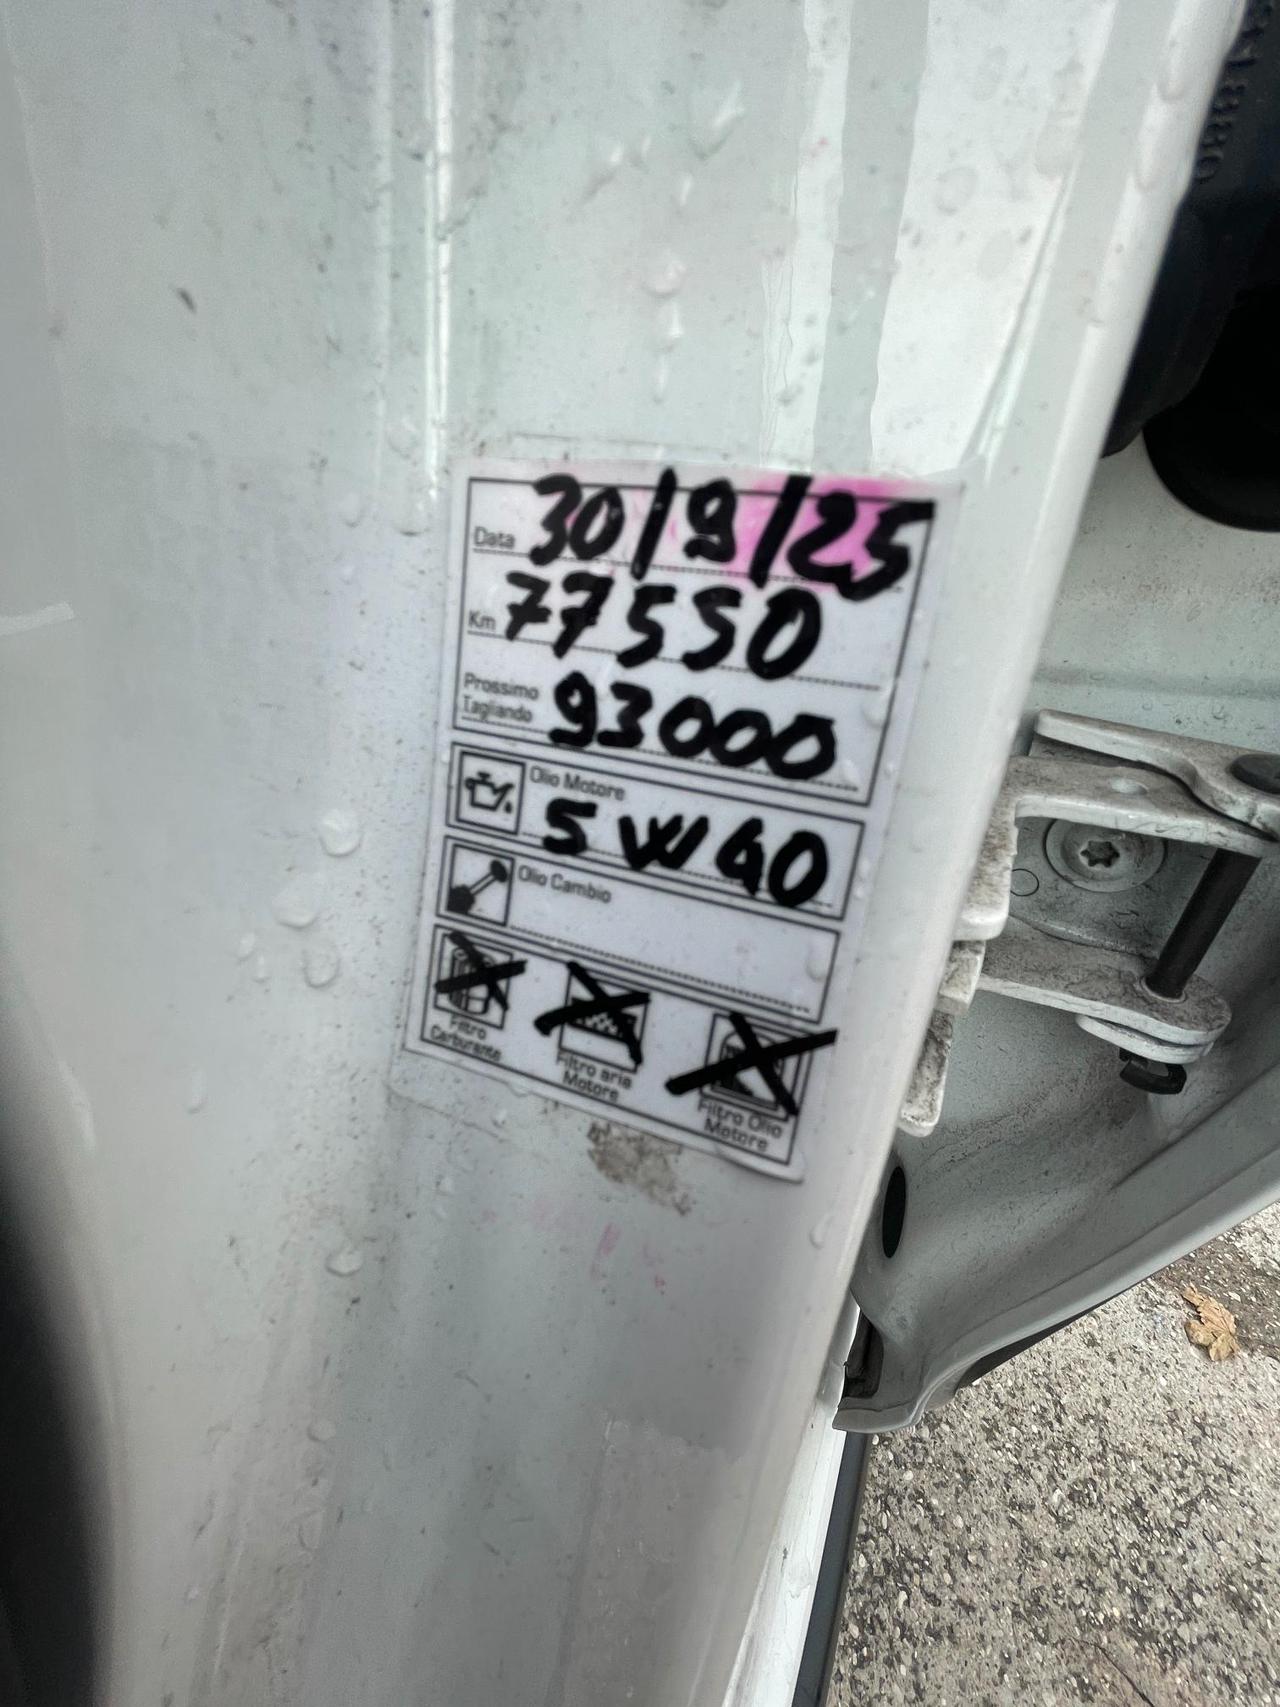 Data 30/9/25
Km 77550
Prossimo
Tagliando 93000
Olio Motore
5W40
Olio Cambio
Filtro
Carburante
Filtro aria
Motore
Filtro Olio
Motore